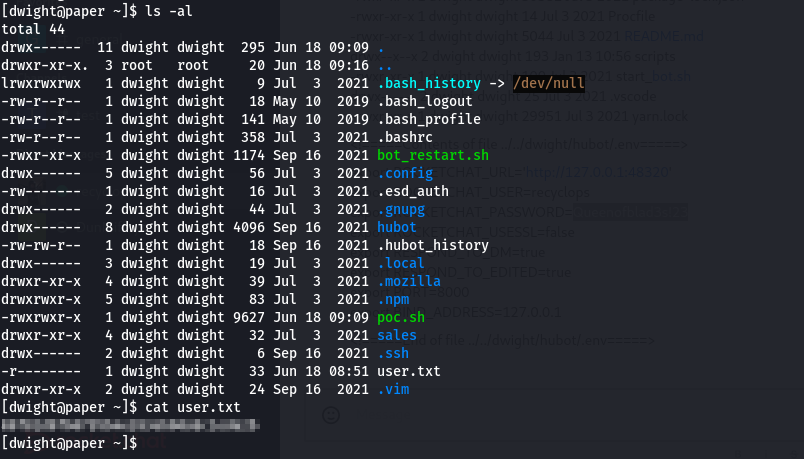 [dwight@paper ~]$ ls -al
total 44
drwx------ 11 dwight dwight 295 Jun 18 09:09 .
drwxr-xr-x. 3 root root 20 Jun 18 09:16 ..
lrwxrwxrwx 1 dwight dwight 9 Jul 3 2021 .bash_history -> /dev/null
-rw-r--r-- 1 dwight dwight 18 May 10 2019 .bash_logout
-rw-r--r-- 1 dwight dwight 141 May 10 2019 .bash_profile
-rw-r--r-- 1 dwight dwight 358 Jul 3 2021 .bashrc
-rwxr-xr-x 1 dwight dwight 1174 Sep 16 2021 bot_restart.sh
drwx------ 5 dwight dwight 56 Jul 3 2021 .config
-rw------- 1 dwight dwight 16 Jul 3 2021 .esd_auth
drwx------ 2 dwight dwight 44 Jul 3 2021 .gnupg
drwx------ 8 dwight dwight 4096 Sep 16 2021 hubot
-rw-rw-r-- 1 dwight dwight 18 Sep 16 2021 .hubot_history
drwx------ 3 dwight dwight 19 Jul 3 2021 .local
drwxr-xr-x 4 dwight dwight 39 Jul 3 2021 .mozilla
drwxrwxr-x 5 dwight dwight 83 Jul 3 2021 .npm
-rwxrwxr-x 1 dwight dwight 9627 Jun 18 09:09 poc.sh
drwxr-xr-x 4 dwight dwight 32 Jul 3 2021 sales
drwx------ 2 dwight dwight 6 Sep 16 2021 .ssh
-r-------- 1 dwight dwight 33 Jun 18 08:51 user.txt
drwxr-xr-x 2 dwight dwight 24 Sep 16 2021 .vim
[dwight@paper ~]$ cat user.txt
[dwight@paper ~]$